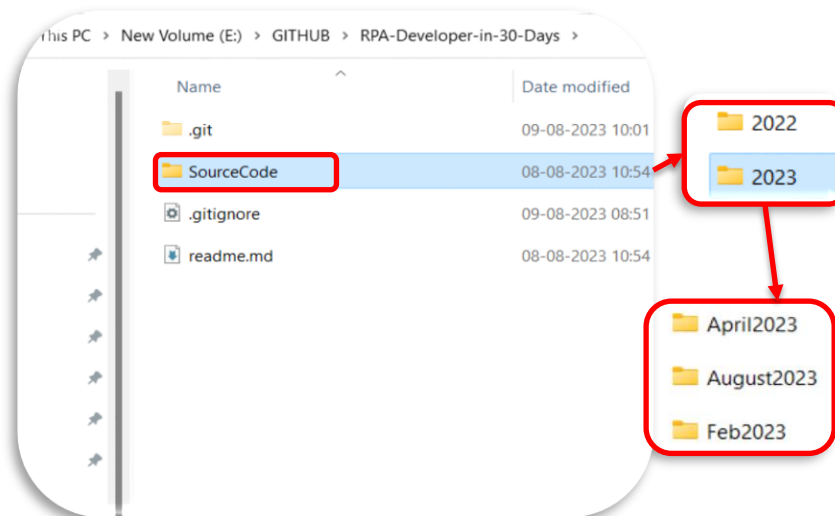 This PC > New Volume (E:) > GITHUB > RPA-Developer-in-30-Days >
Name Date modified
.git 09-08-2023 10:01
SourceCode 08-08-2023 10:54
.gitignore 09-08-2023 08:51
readme.md 08-08-2023 10:54
2022
2023
April2023
August2023
Feb2023